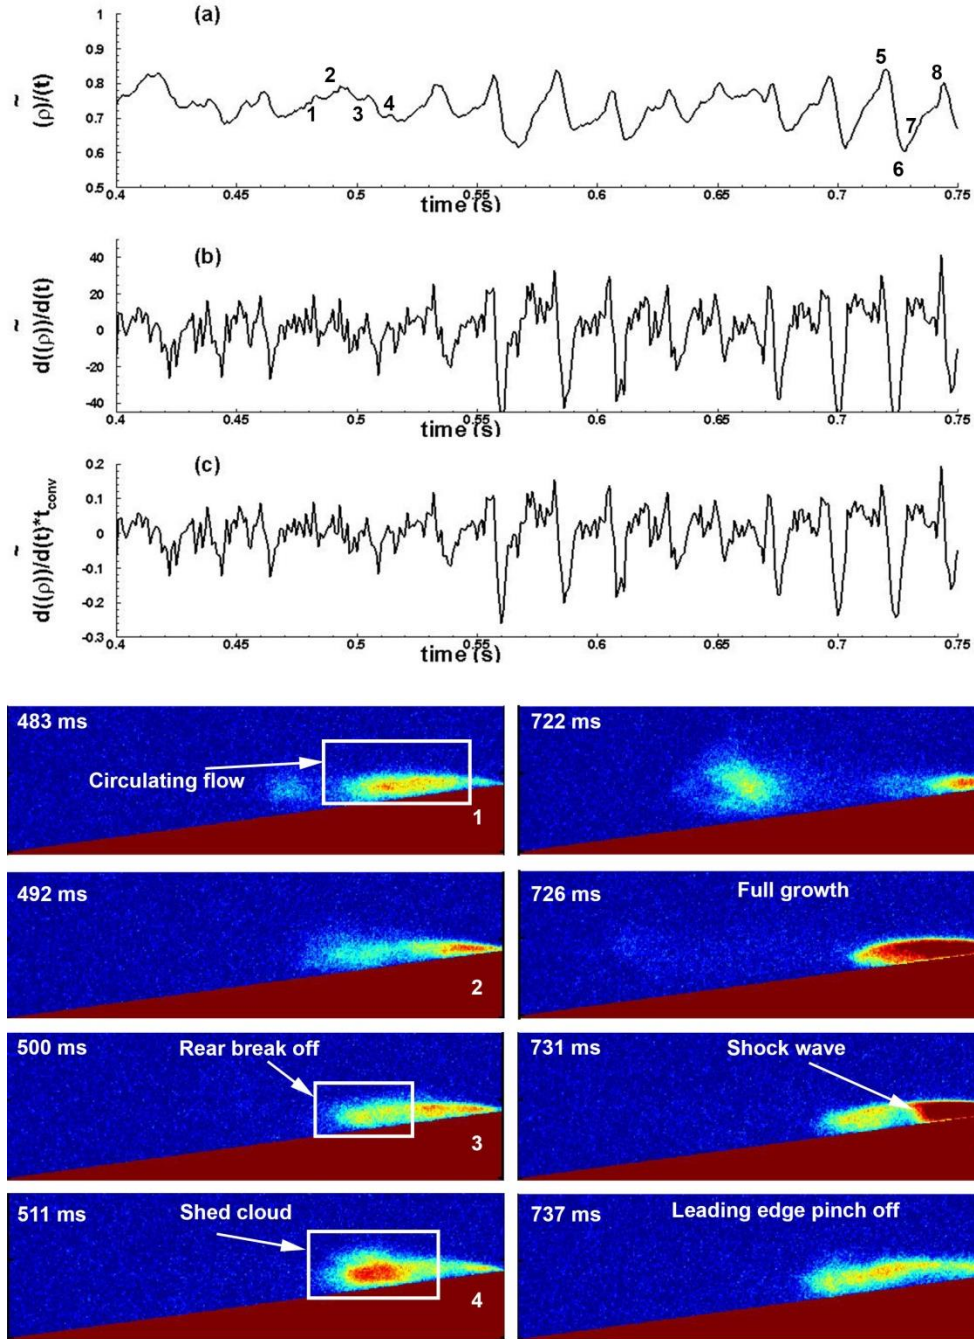 (a)
1
0.9
0.8
0.7
0.6
0.5
(ρ̃)/(t)
1
2
3
4
5
6
7
8
0.4 0.45 0.5 0.55 0.6 0.65 0.7 0.75
time (s)
(b)
40
20
0
-20
-40
d((ρ̃))/d(t)
0.4 0.45 0.5 0.55 0.6 0.65 0.7 0.75
time (s)
(c)
0.2
0.1
0
-0.1
-0.2
-0.3
d((ρ̃))/d(t)*t_conv
0.4 0.45 0.5 0.55 0.6 0.65 0.7 0.75
time (s)
483 ms
Circulating flow
1
722 ms
492 ms
2
726 ms
Full growth
500 ms
Rear break off
3
731 ms
Shock wave
511 ms
Shed cloud
4
737 ms
Leading edge pinch off